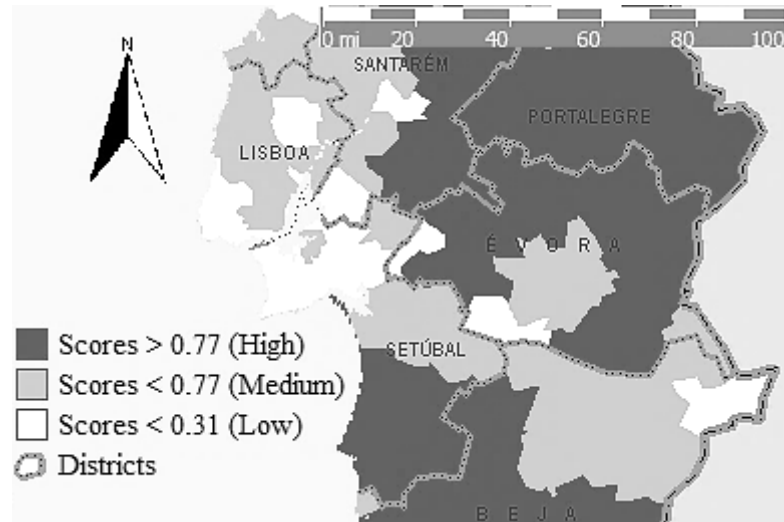 0 mi 20 40 60 80 100
N
SANTARÉM
PORTALEGRE
LISBOA
É V O R A
SETÚBAL
Scores > 0.77 (High)
Scores < 0.77 (Medium)
Scores < 0.31 (Low)
Districts
B E J A